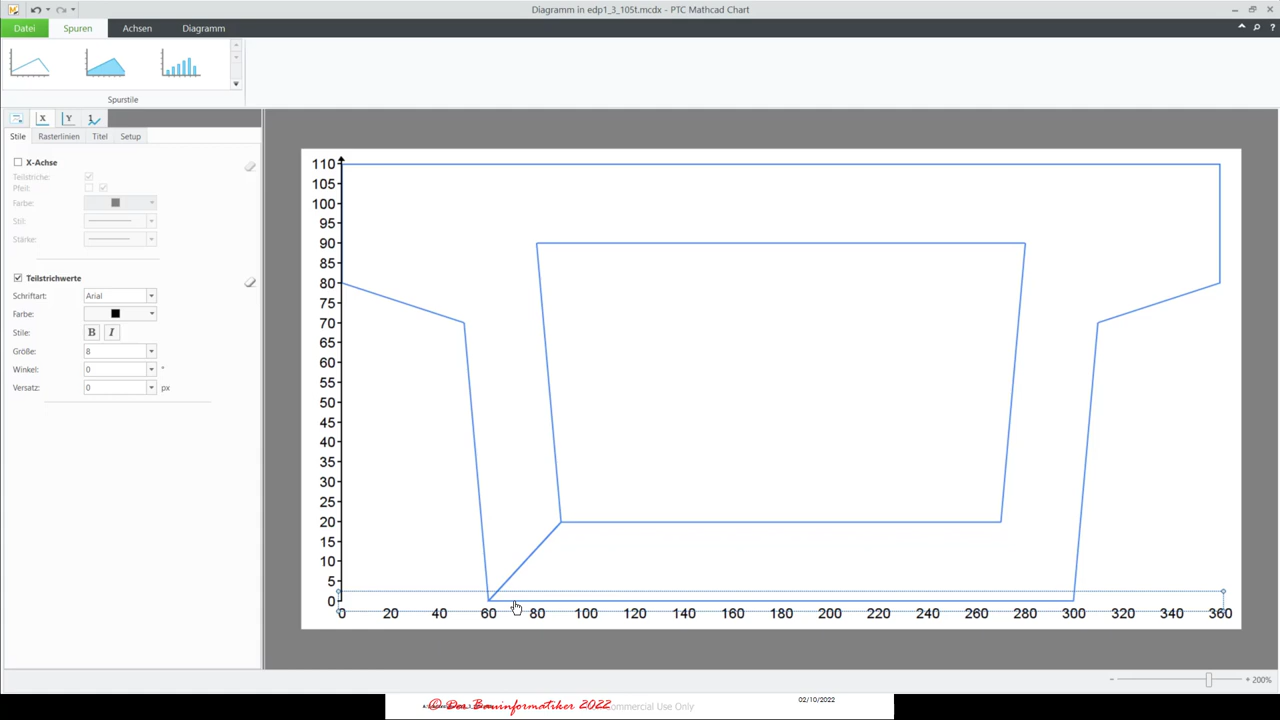 Diagramm in edp1_3_105t.mcdx - PTC Mathcad Chart
Datei Spuren Achsen Diagramm
Spurstile
X Y 1
Stile Rasterlinien Titel Setup
X-Achse
Teilstriche:
Pfeil:
Farbe:
Stil:
Stärke:
Teilstrichwerte
Schriftart: Arial
Farbe:
Stile: B I
Größe: 8
Winkel: 0 °
Versatz: 0 px
110
105
100
95
90
85
80
75
70
65
60
55
50
45
40
35
30
25
20
15
10
5
0
0 20 40 60 80 100 120 140 160 180 200 220 240 260 280 300 320 340 360
- + 200%
© Der Bauinformatiker 2022
Commercial Use Only
02/10/2022